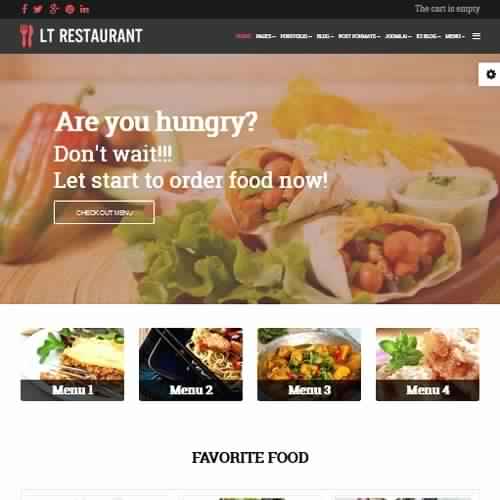 The cart is empty
LT RESTAURANT
HOME PAGES PORTFOLIO BLOG POST FORMATS JOOMLA! K2 BLOG MENU
Are you hungry?
Don't wait!!!
Let start to order food now!
CHECK OUT MENU
Menu 1 Menu 2 Menu 3 Menu 4
FAVORITE FOOD